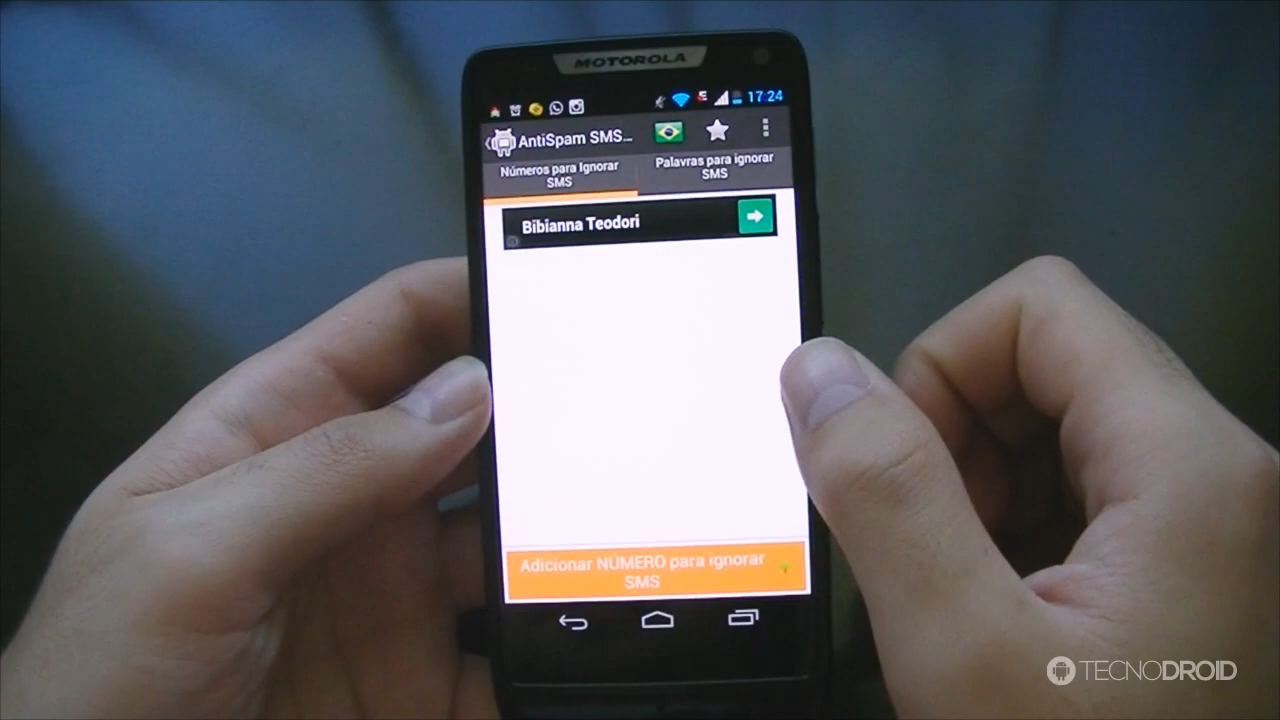 MOTOROLA
17:24
AntiSpam SMS...
Números para Ignorar
SMS
Palavras para ignorar
SMS
Bibianna Teodori
Adicionar NÚMERO para ignorar
SMS
TECNODROID